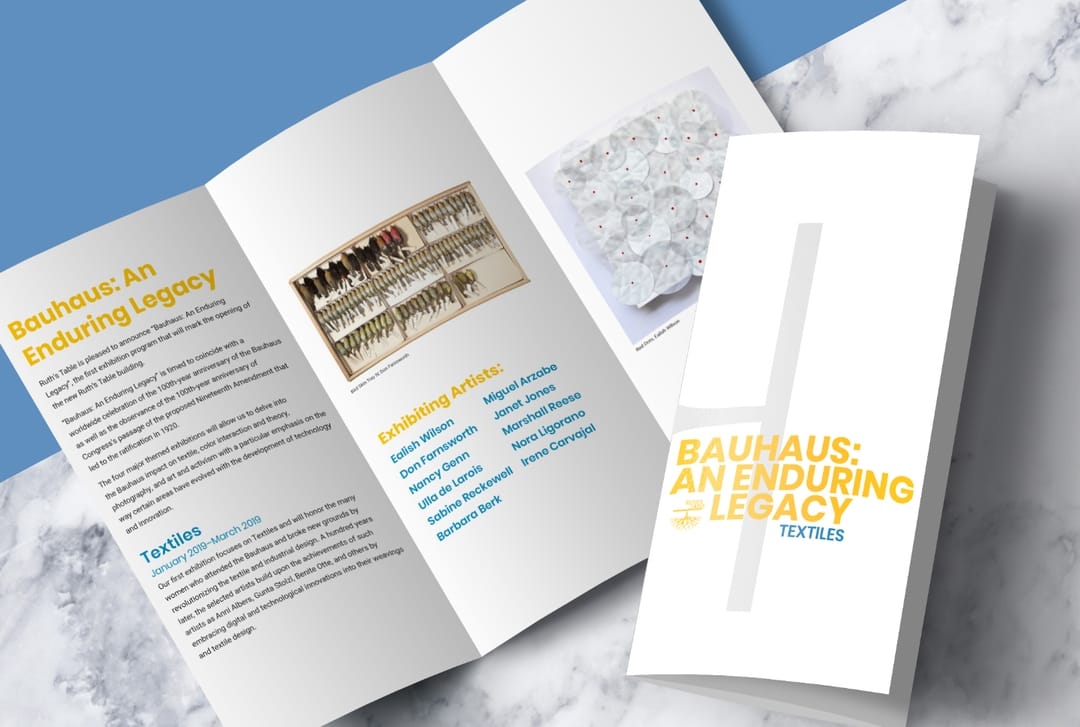 Bauhaus: An
Enduring Legacy
Ruth's Table is pleased to announce "Bauhaus: An Enduring
Legacy", the first exhibition program that will mark the opening of
the new Ruth's Table building.
"Bauhaus: An Enduring Legacy" is timed to coincide with a
worldwide celebration of the 100th-year anniversary of the Bauhaus
as well as the observance of the 100th-year anniversary of
Congress's passage of the proposed Nineteenth Amendment that
led to the ratification in 1920.
The four major themed exhibitions will allow us to delve into
the Bauhaus impact on textile, color interaction and theory,
photography, and art and activism with a particular emphasis on the
way certain areas have evolved with the development of technology
and innovation.
Textiles
January 2019–March 2019
Our first exhibition focuses on Textiles and will honor the many
women who attended the Bauhaus and broke new grounds by
revolutionizing the textile and industrial design. A hundred years
later, the selected artists build upon the achievements of such
artists as Anni Albers, Gunta Stolzl, Benite Otte, and others by
embracing digital and technological innovations into their weavings
and textile design.
Bird Skin Tray IV, Don Farnsworth
Exhibiting Artists:
Ealish Wilson
Don Farnsworth
Nancy Genn
Ulla de Larois
Sabine Reckewell
Barbara Berk
Miguel Arzabe
Janet Jones
Marshall Reese
Nora Ligorano
Irene Carvajal
Red Dots, Ealish Wilson
BAUHAUS:
AN ENDURING
LEGACY
TEXTILES